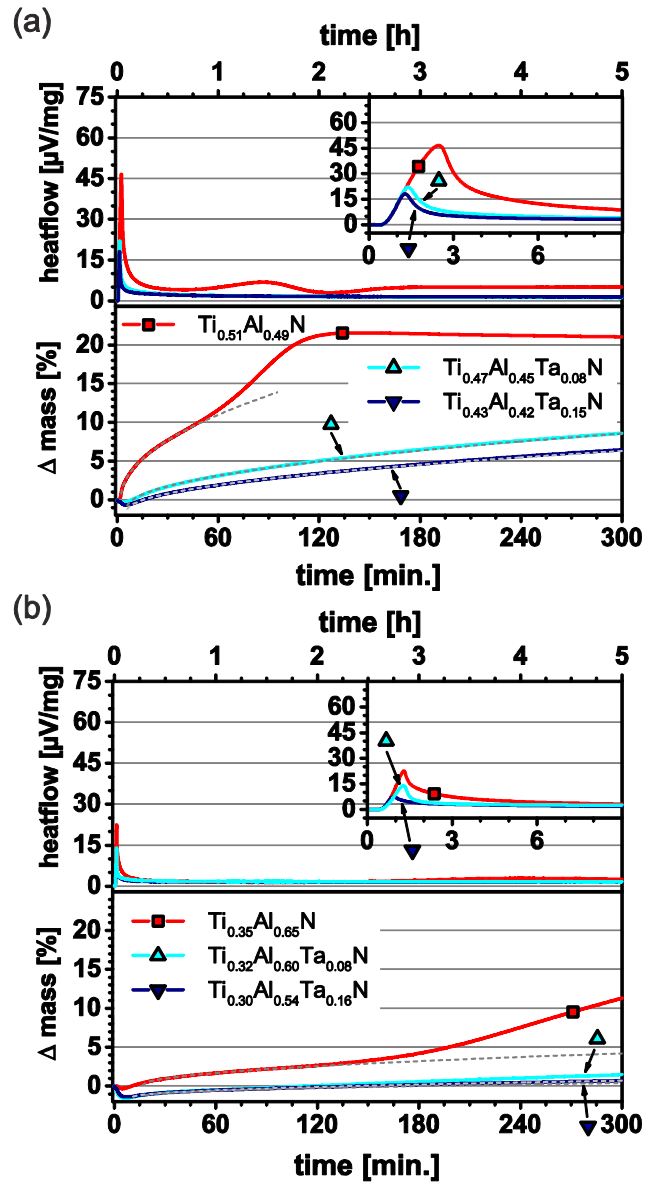 (a)
time [h]
0 1 2 3 4 5
heatflow [µV/mg]
75
60
45
30
15
0
60
45
30
15
0
0 3 6
Δ mass [%]
20
15
10
5
0
Ti0.51Al0.49N
Ti0.47Al0.45Ta0.08N
Ti0.43Al0.42Ta0.15N
0 60 120 180 240 300
time [min.]
(b)
time [h]
0 1 2 3 4 5
heatflow [µV/mg]
75
60
45
30
15
0
60
45
30
15
0
0 3 6
Δ mass [%]
20
15
10
5
0
Ti0.35Al0.65N
Ti0.32Al0.60Ta0.08N
Ti0.30Al0.54Ta0.16N
0 60 120 180 240 300
time [min.]